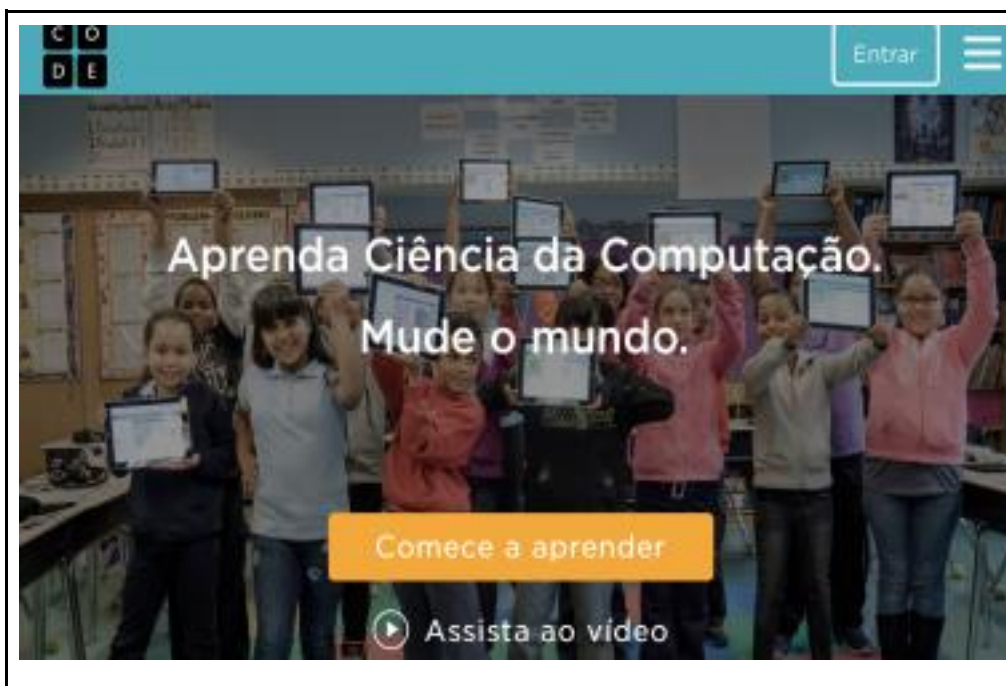 C O
D E
Entrar
Aprenda Ciência da Computação.
Mude o mundo.
Comece a aprender
Assista ao vídeo